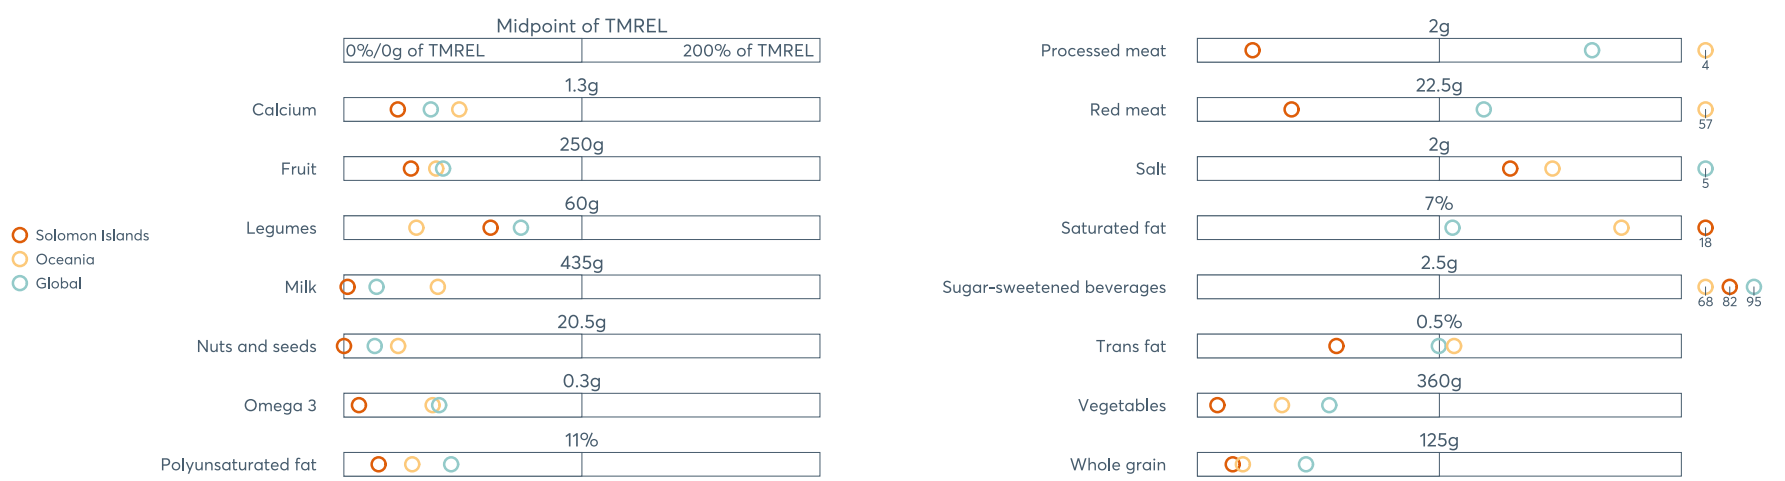 Midpoint of TMREL
0%/0g of TMREL 200% of TMREL
Calcium 1.3g
Fruit 250g
Legumes 60g
Milk 435g
Nuts and seeds 20.5g
Omega 3 0.3g
Polyunsaturated fat 11%
Solomon Islands
Oceania
Global
Processed meat 2g 4
Red meat 22.5g 57
Salt 2g 5
Saturated fat 7% 18
Sugar-sweetened beverages 2.5g 68 82 95
Trans fat 0.5%
Vegetables 360g
Whole grain 125g